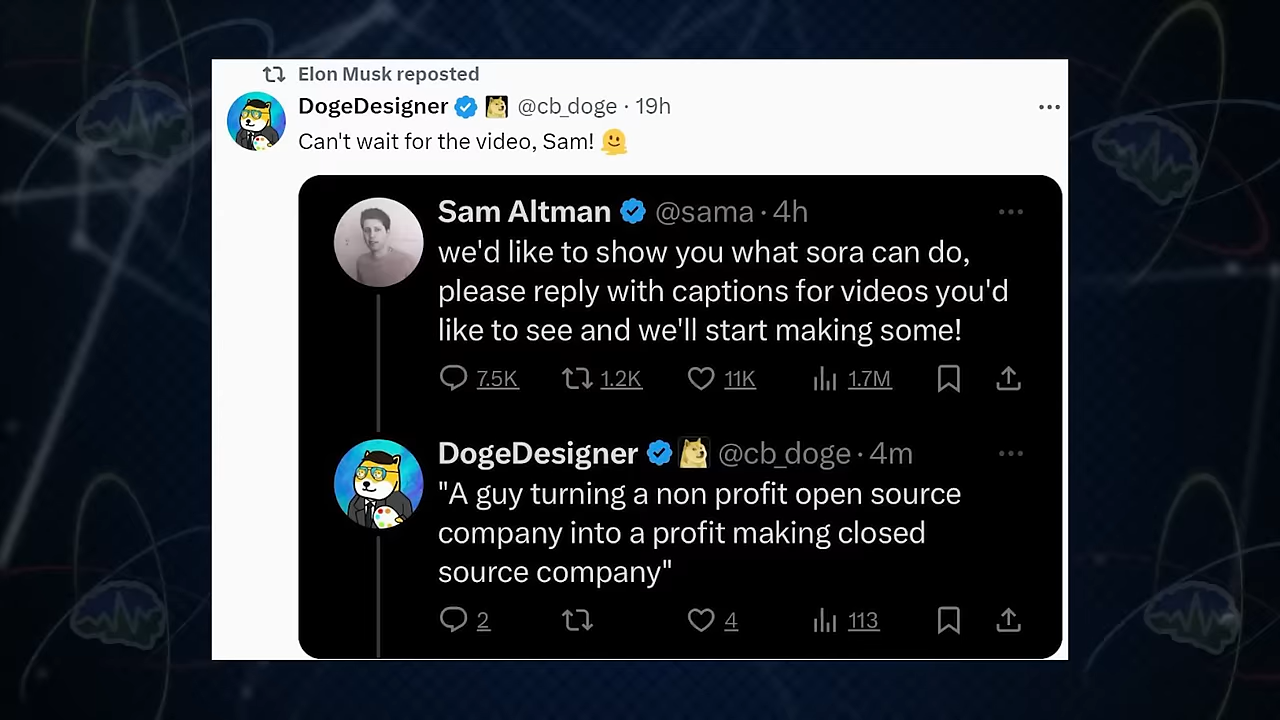 Elon Musk reposted
DogeDesigner @cb_doge · 19h
Can't wait for the video, Sam! 🫠
Sam Altman @sama · 4h
we'd like to show you what sora can do,
please reply with captions for videos you'd
like to see and we'll start making some!
7.5K 1.2K 11K 1.7M
DogeDesigner @cb_doge · 4m
"A guy turning a non profit open source
company into a profit making closed
source company"
2 4 113